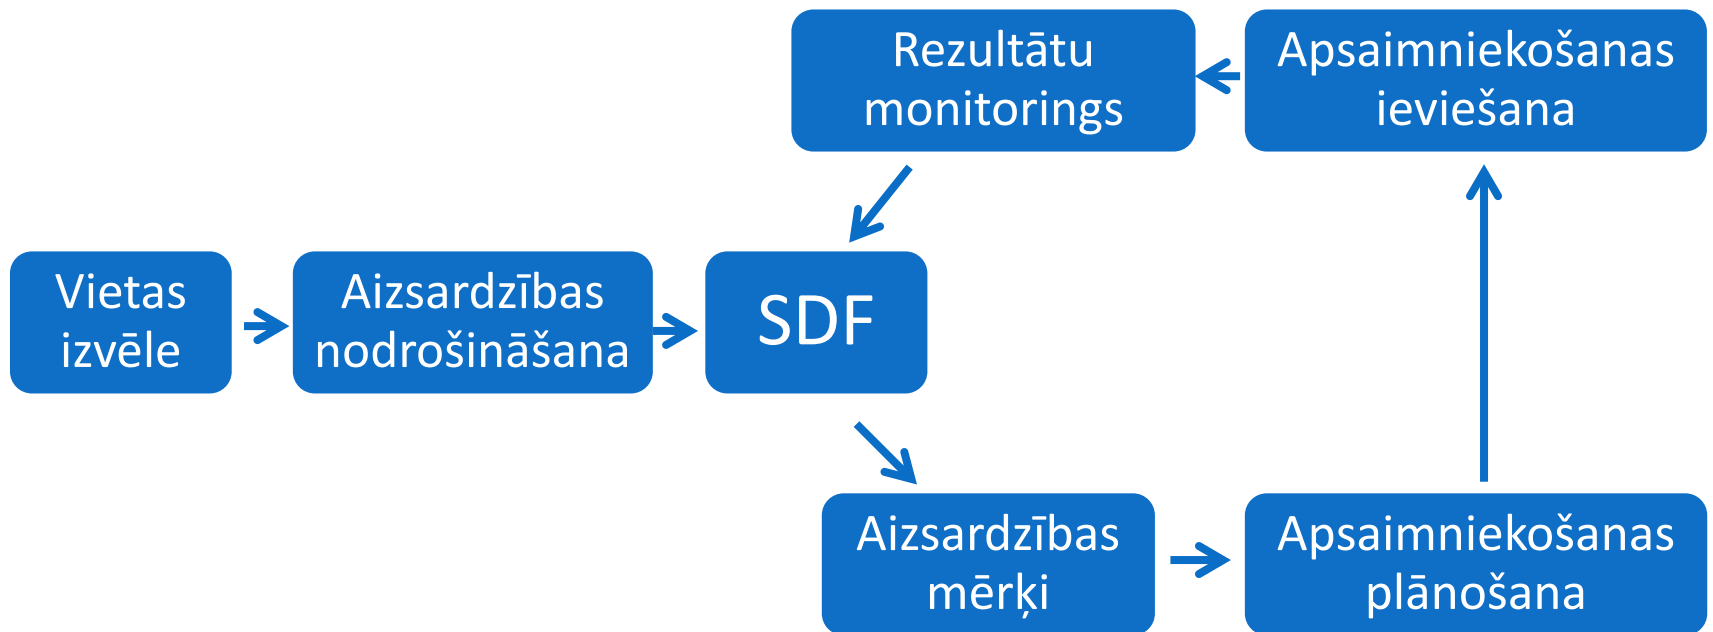 Rezultātu
monitorings
Apsaimniekošanas
ieviešana
Vietas
izvēle
Aizsardzības
nodrošināšana
SDF
Aizsardzības
mērķi
Apsaimniekošanas
plānošana